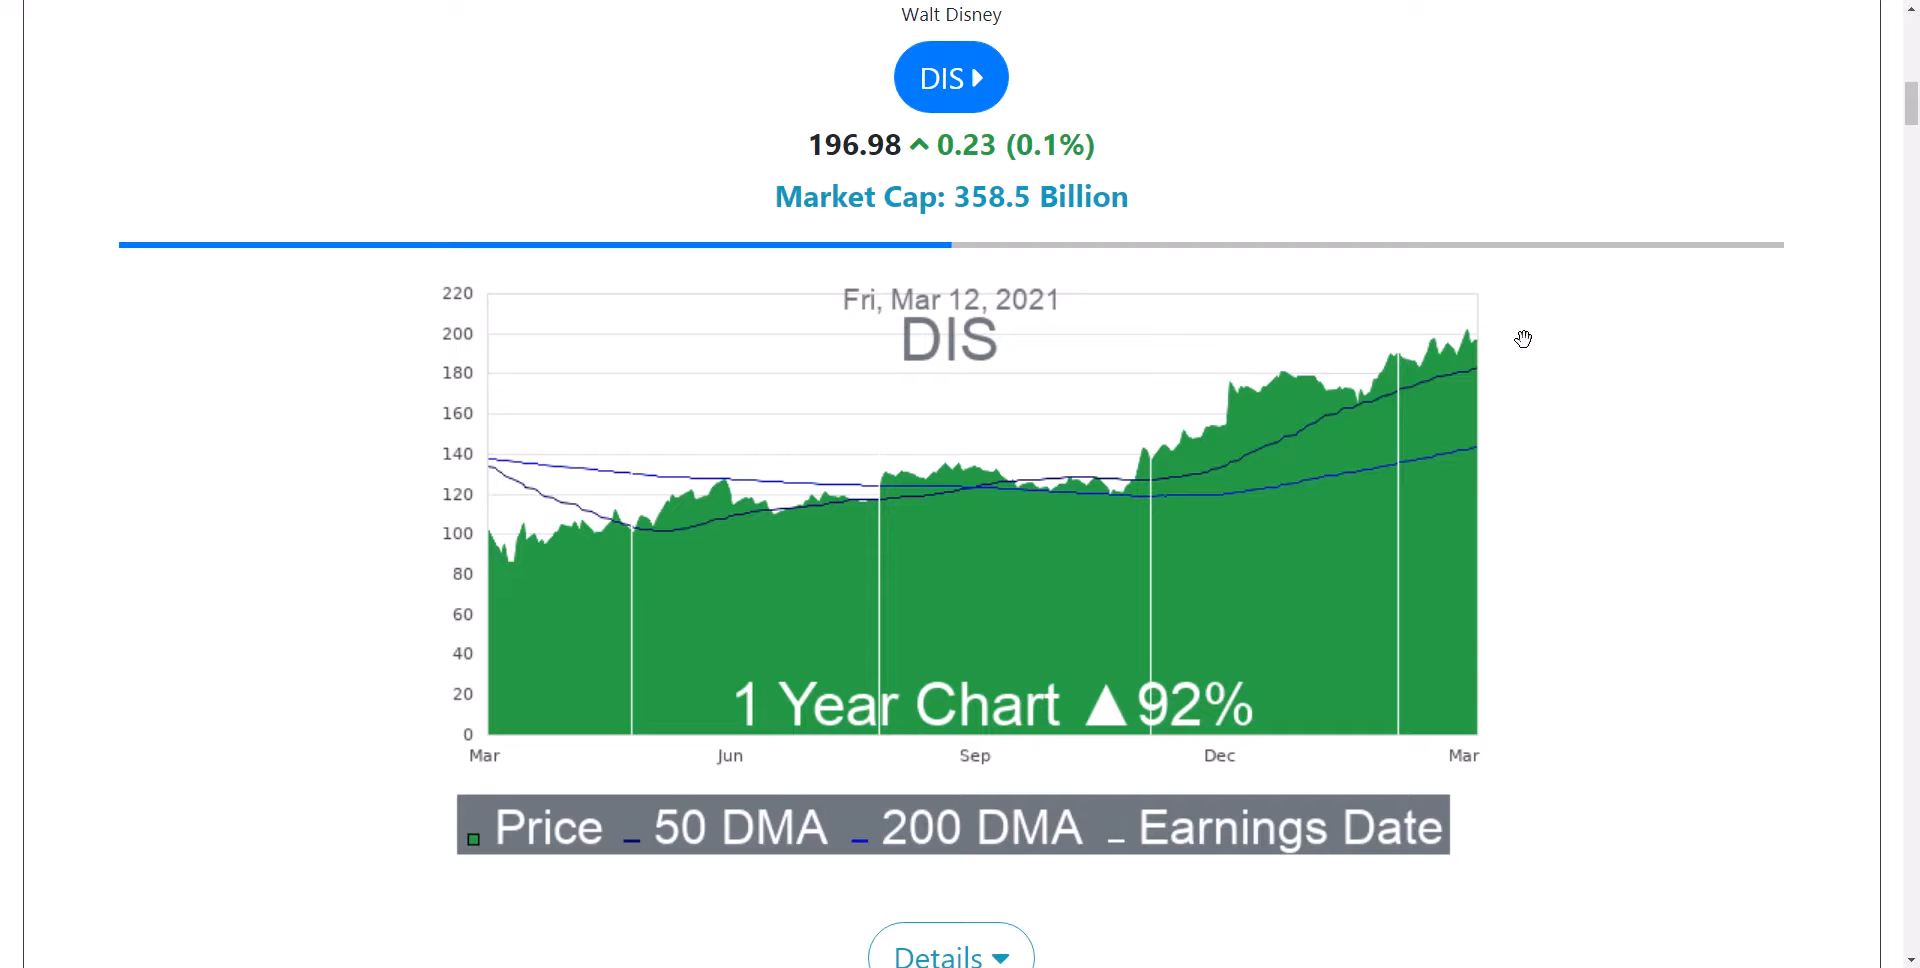 Walt Disney
DIS
196.98 0.23 (0.1%)
Market Cap: 358.5 Billion
Fri, Mar 12, 2021
DIS
220
200
180
160
140
120
100
80
60
40
20
0
1 Year Chart ▲92%
Mar Jun Sep Dec Mar
Price 50 DMA 200 DMA Earnings Date
Details